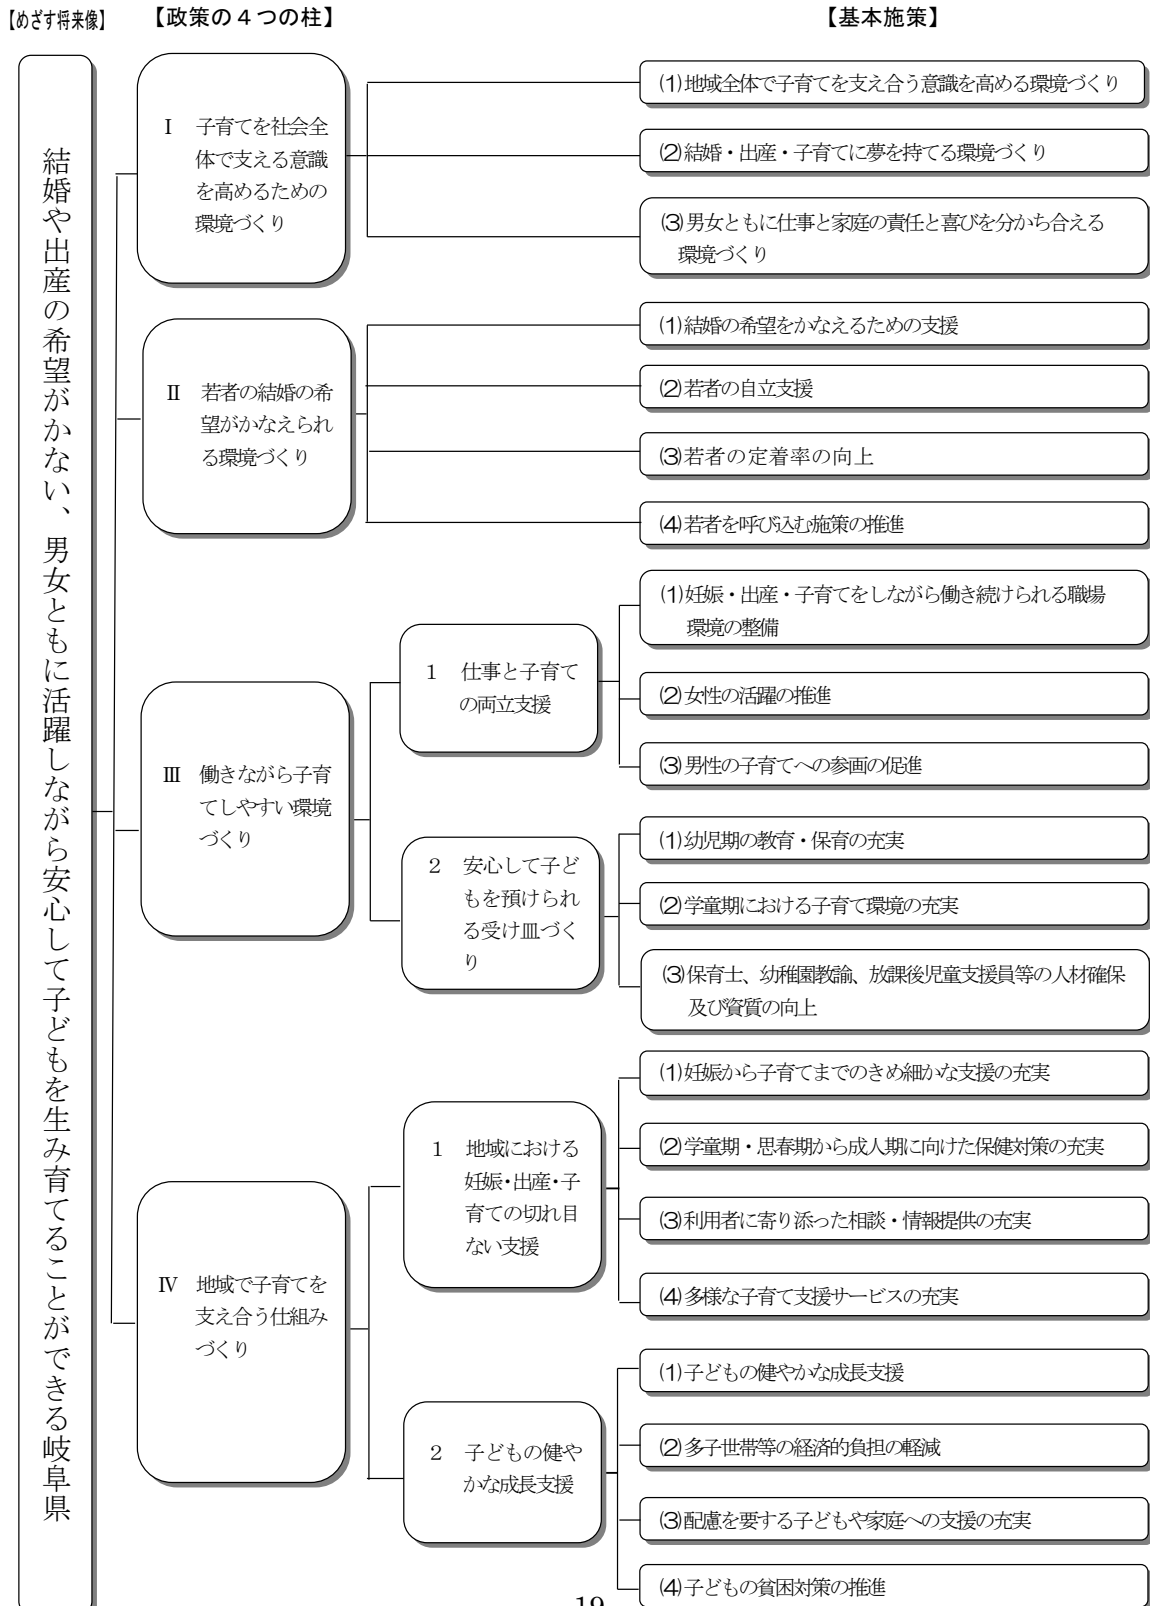 【めざす将来像】
【政策の４つの柱】
【基本施策】
結婚や出産の希望がかない、男女ともに活躍しながら安心して子どもを生み育てることができる岐阜県
Ⅰ　子育てを社会全
体で支える意識
を高めるための
環境づくり
(1)地域全体で子育てを支え合う意識を高める環境づくり
(2)結婚・出産・子育てに夢を持てる環境づくり
(3)男女ともに仕事と家庭の責任と喜びを分かち合える
環境づくり
Ⅱ　若者の結婚の希
望がかなえられ
る環境づくり
(1)結婚の希望をかなえるための支援
(2)若者の自立支援
(3)若者の定着率の向上
(4)若者を呼び込む施策の推進
Ⅲ　働きながら子育
てしやすい環境
づくり
１　仕事と子育て
の両立支援
(1)妊娠・出産・子育てをしながら働き続けられる職場
環境の整備
(2)女性の活躍の推進
(3)男性の子育てへの参画の促進
２　安心して子ど
もを預けられ
る受け皿づく
り
(1)幼児期の教育・保育の充実
(2)学童期における子育て環境の充実
(3)保育士、幼稚園教諭、放課後児童支援員等の人材確保
及び資質の向上
Ⅳ　地域で子育てを
支え合う仕組み
づくり
１　地域における
妊娠・出産・子
育ての切れ目
ない支援
(1)妊娠から子育てまでのきめ細かな支援の充実
(2)学童期・思春期から成人期に向けた保健対策の充実
(3)利用者に寄り添った相談・情報提供の充実
(4)多様な子育て支援サービスの充実
２　子どもの健や
かな成長支援
(1)子どもの健やかな成長支援
(2)多子世帯等の経済的負担の軽減
(3)配慮を要する子どもや家庭への支援の充実
(4)子どもの貧困対策の推進
19